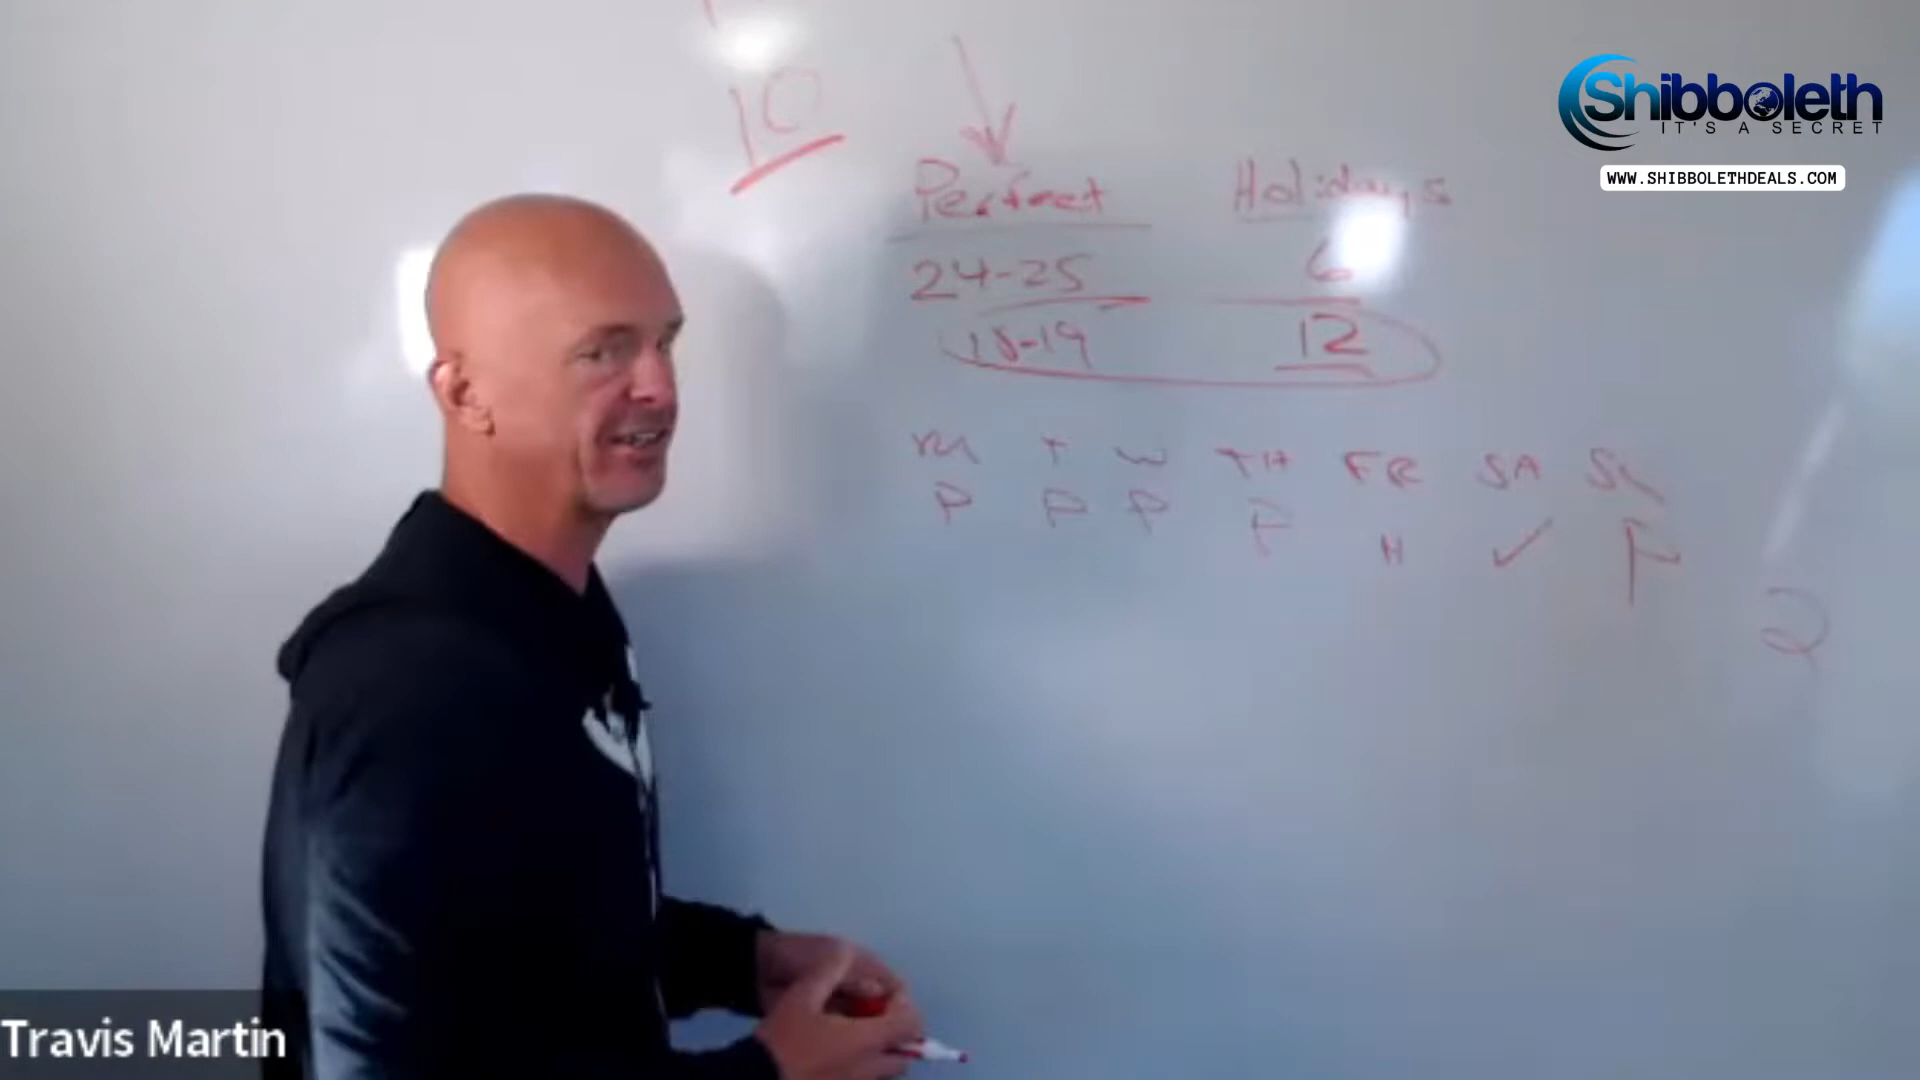 Shibboleth
IT'S A SECRET
WWW.SHIBBOLETHDEALS.COM
10
Perfect Holidays
24-25 6
18-19 12
M T W TH FR SA SU
P P P P H ✓
Travis Martin